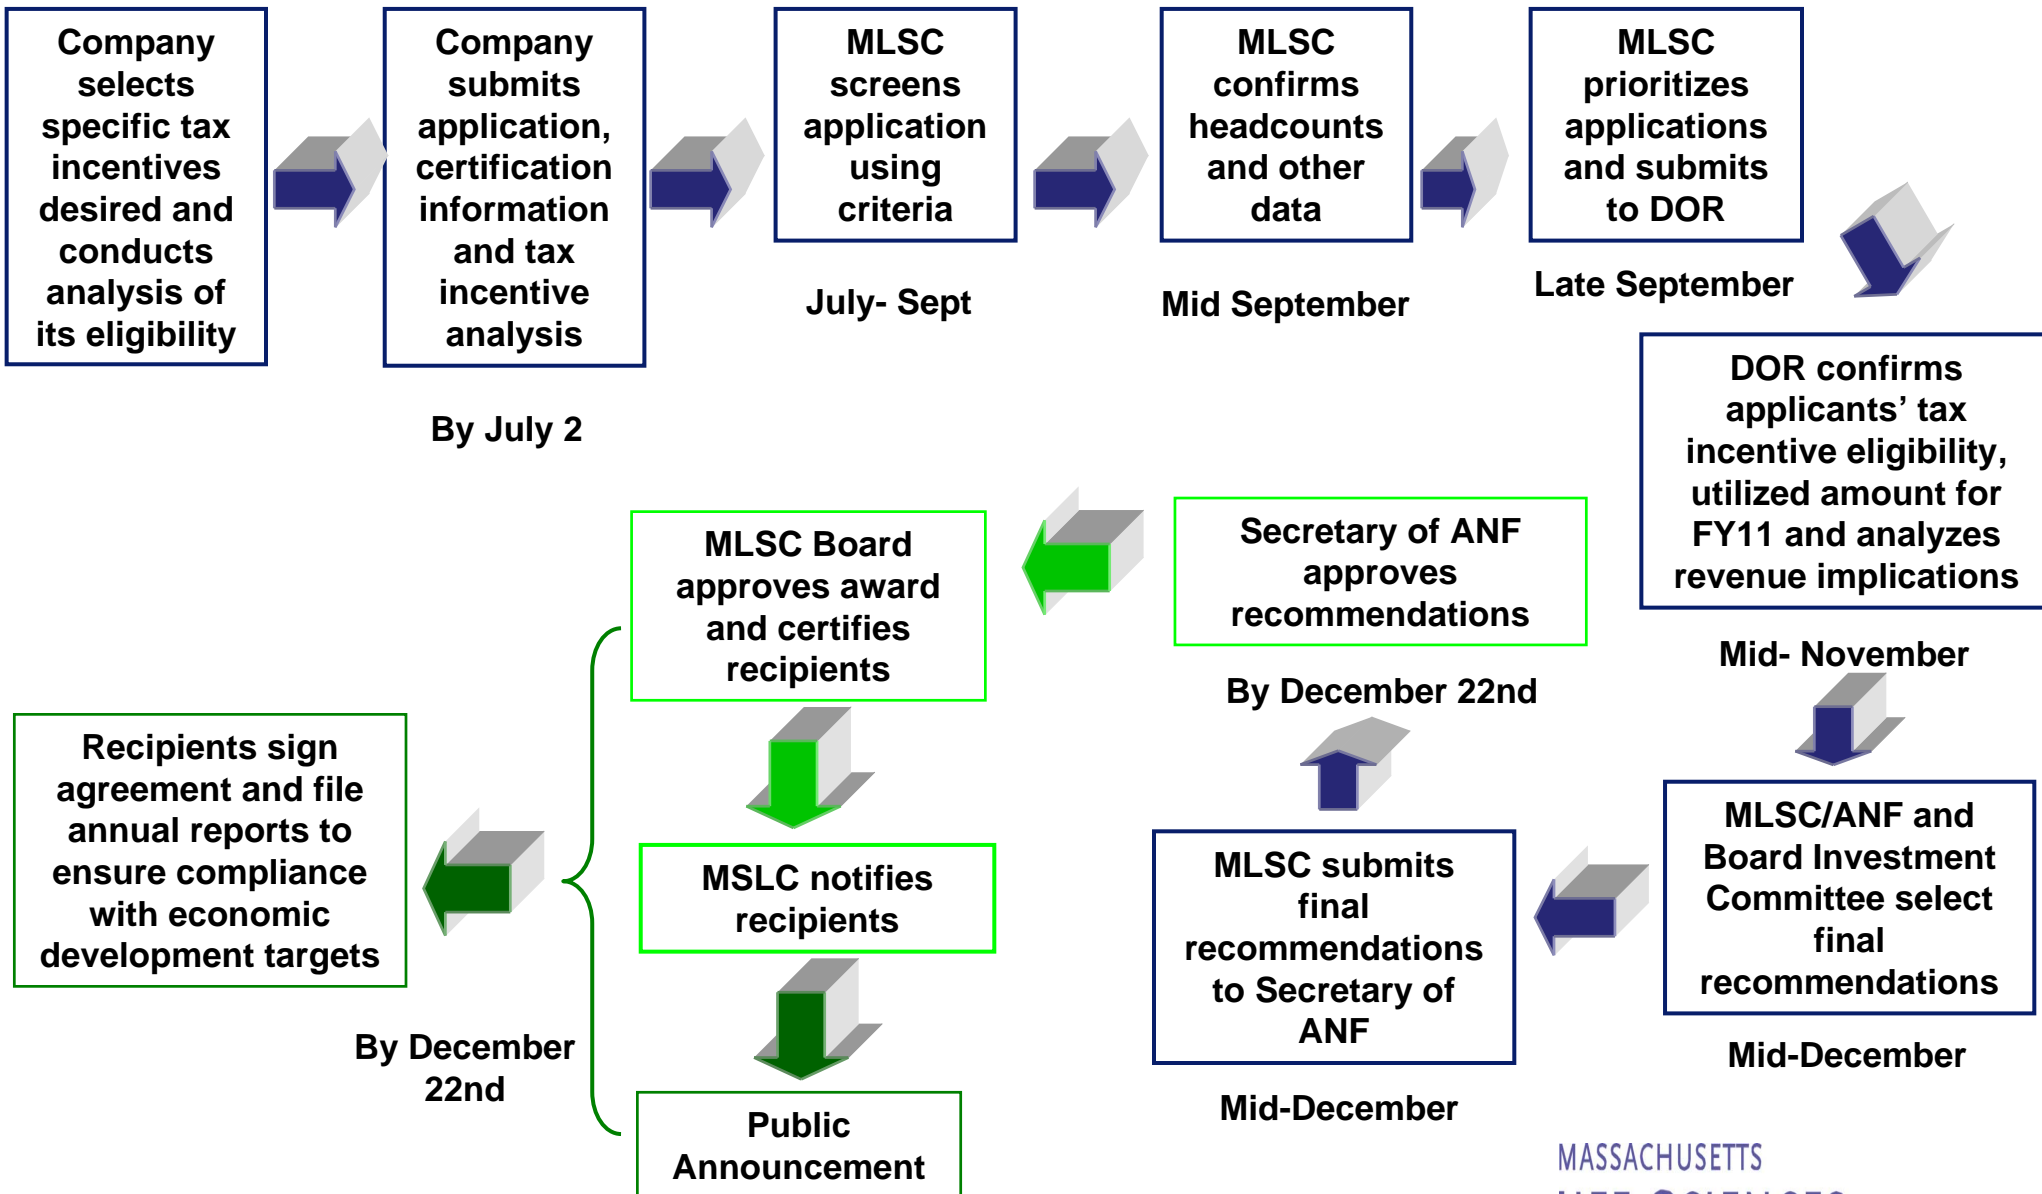 Company
selects
specific tax
incentives
desired and
conducts
analysis of
its eligibility
Company
submits
application,
certification
information
and tax
incentive
analysis
By July 2
MLSC
screens
application
using
criteria
July- Sept
MLSC
confirms
headcounts
and other
data
Mid September
MLSC
prioritizes
applications
and submits
to DOR
Late September
DOR confirms
applicants’ tax
incentive eligibility,
utilized amount for
FY11 and analyzes
revenue implications
Mid- November
MLSC/ANF and
Board Investment
Committee select
final
recommendations
Mid-December
MLSC submits
final
recommendations
to Secretary of
ANF
Mid-December
Secretary of ANF
approves
recommendations
By December 22nd
MLSC Board
approves award
and certifies
recipients
MSLC notifies
recipients
Public
Announcement
By December
22nd
Recipients sign
agreement and file
annual reports to
ensure compliance
with economic
development targets
MASSACHUSETTS